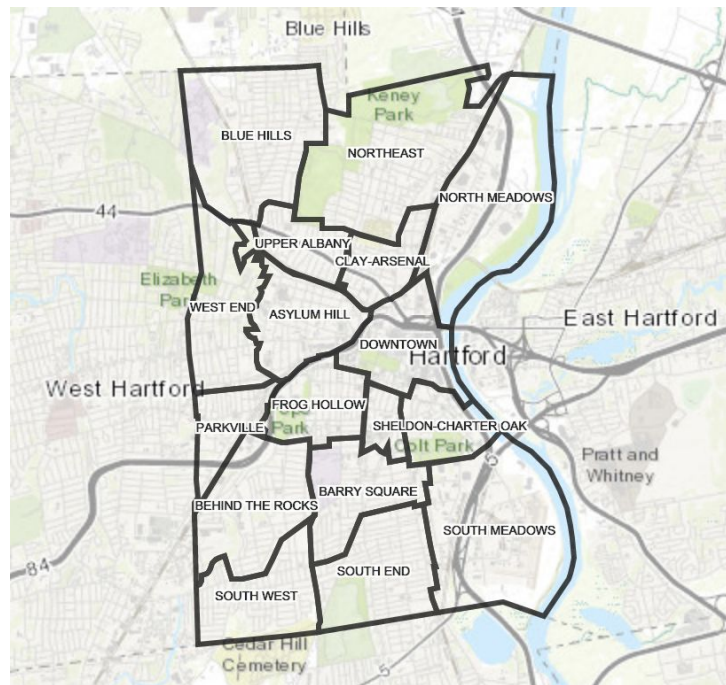 Blue Hills
Keney
Park
BLUE HILLS
NORTHEAST
NORTH MEADOWS
44
UPPER ALBANY
CLAY-ARSENAL
Elizabeth
WEST END
ASYLUM HILL
East Hartford
DOWNTOWN
Hartford
West Hartford
FROG HOLLOW
PARKVILLE
Park
SHELDON-CHARTER OAK
Colt Park
5
Pratt and
Whitney
BARRY SQUARE
BEHIND THE ROCKS
SOUTH MEADOWS
84
SOUTH END
SOUTH WEST
Cedar Hill
Cemetery
5